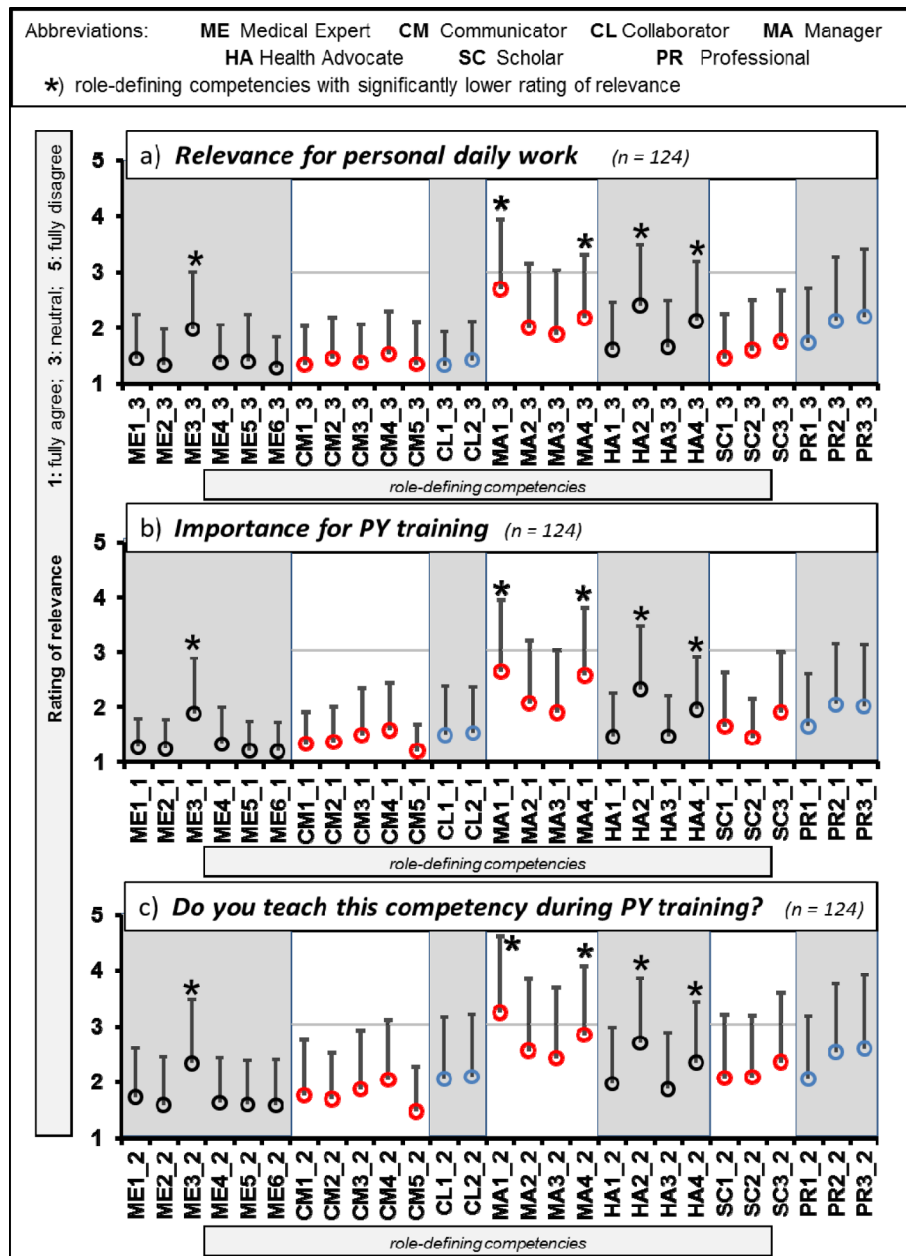 Abbreviations: ME Medical Expert CM Communicator CL Collaborator MA Manager
HA Health Advocate SC Scholar PR Professional
*) role-defining competencies with significantly lower rating of relevance
Rating of relevance 1: fully agree; 3: neutral; 5: fully disagree
a) Relevance for personal daily work (n = 124)
5
4
3
2
1
* * * * *
ME1_3 ME2_3 ME3_3 ME4_3 ME5_3 ME6_3 CM1_3 CM2_3 CM3_3 CM4_3 CM5_3 CL1_3 CL2_3 MA1_3 MA2_3 MA3_3 MA4_3 HA1_3 HA2_3 HA3_3 HA4_3 SC1_3 SC2_3 SC3_3 PR1_3 PR2_3 PR3_3
role-defining competencies
b) Importance for PY training (n = 124)
5
4
3
2
1
* * * * *
ME1_1 ME2_1 ME3_1 ME4_1 ME5_1 ME6_1 CM1_1 CM2_1 CM3_1 CM4_1 CM5_1 CL1_1 CL2_1 MA1_1 MA2_1 MA3_1 MA4_1 HA1_1 HA2_1 HA3_1 HA4_1 SC1_1 SC2_1 SC3_1 PR1_1 PR2_1 PR3_1
role-defining competencies
c) Do you teach this competency during PY training? (n = 124)
5
4
3
2
1
* * * * *
ME1_2 ME2_2 ME3_2 ME4_2 ME5_2 ME6_2 CM1_2 CM2_2 CM3_2 CM4_2 CM5_2 CL1_2 CL2_2 MA1_2 MA2_2 MA3_2 MA4_2 HA1_2 HA2_2 HA3_2 HA4_2 SC1_2 SC2_2 SC3_2 PR1_2 PR2_2 PR3_2
role-defining competencies